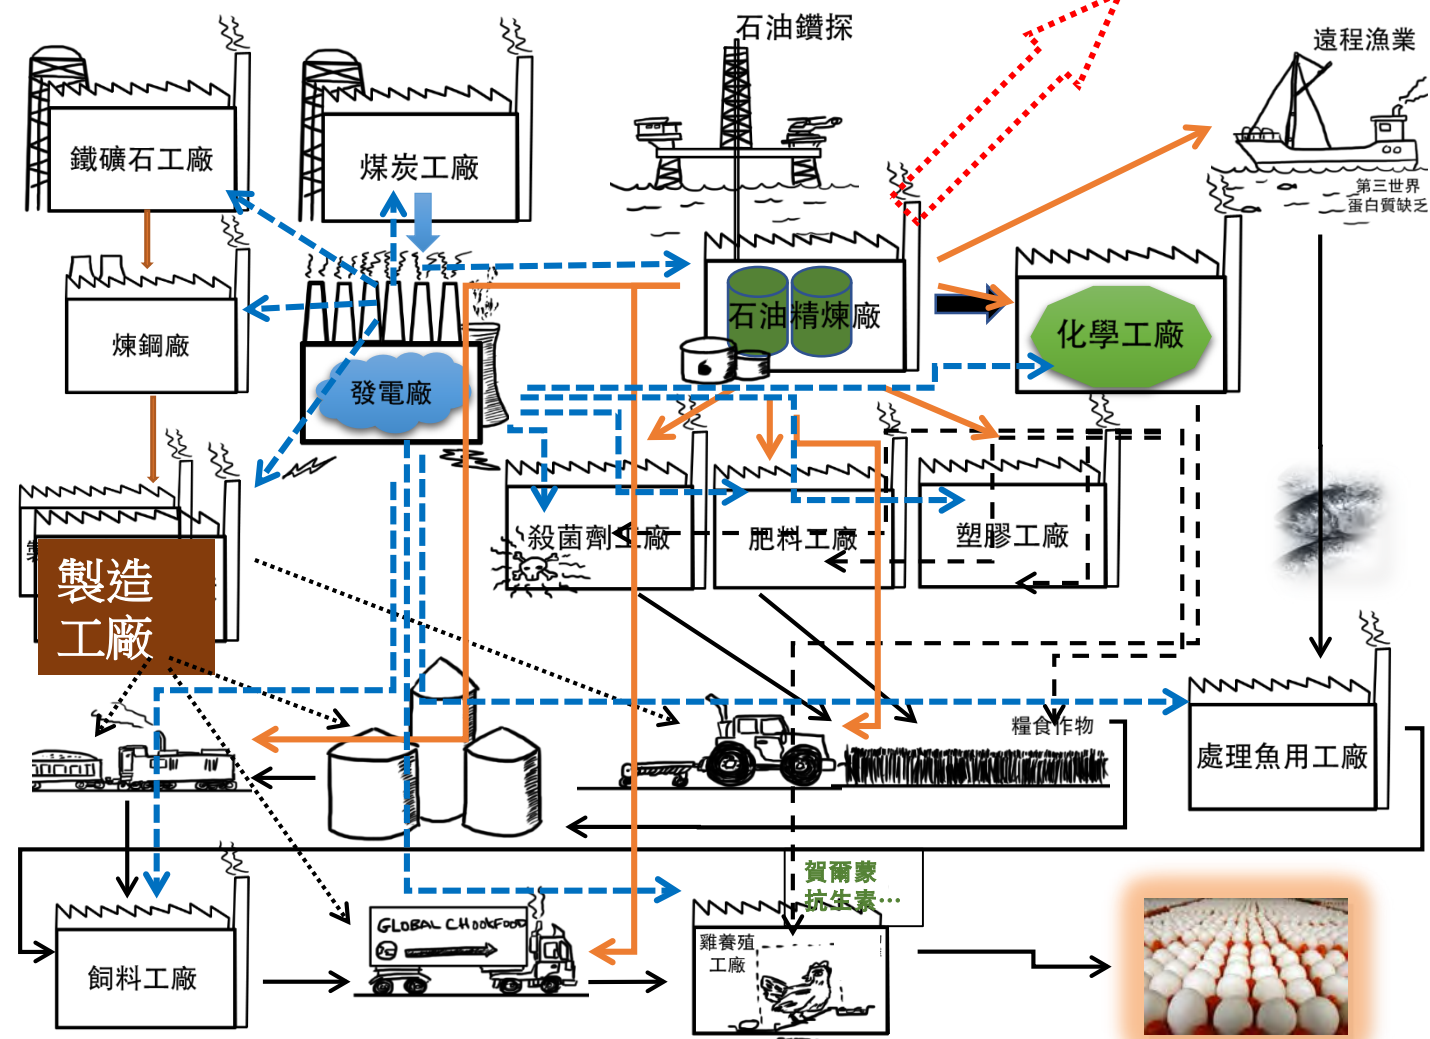 石油鑽探
遠程漁業
鐵礦石工廠
煤炭工廠
第三世界
蛋白質缺乏
石油精煉廠
化學工廠
煉鋼廠
發電廠
6
殺菌劑工廠
肥料工廠
塑膠工廠
製造
工廠
糧食作物
處理魚用工廠
賀爾蒙
抗生素…
GLOBAL CHOOKFOOD
雞養殖
工廠
飼料工廠